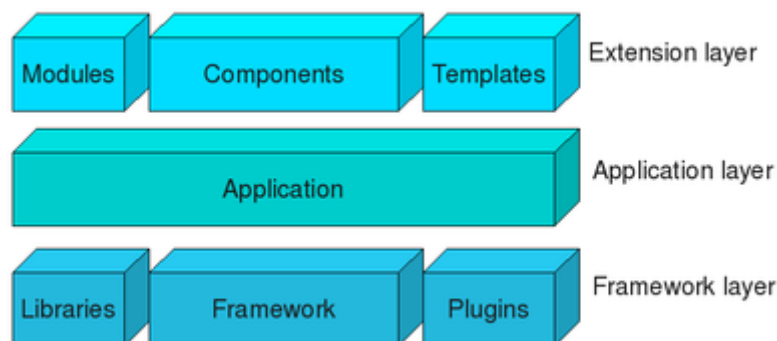 Modules Components Templates Extension layer
Application Application layer
Libraries Framework Plugins Framework layer